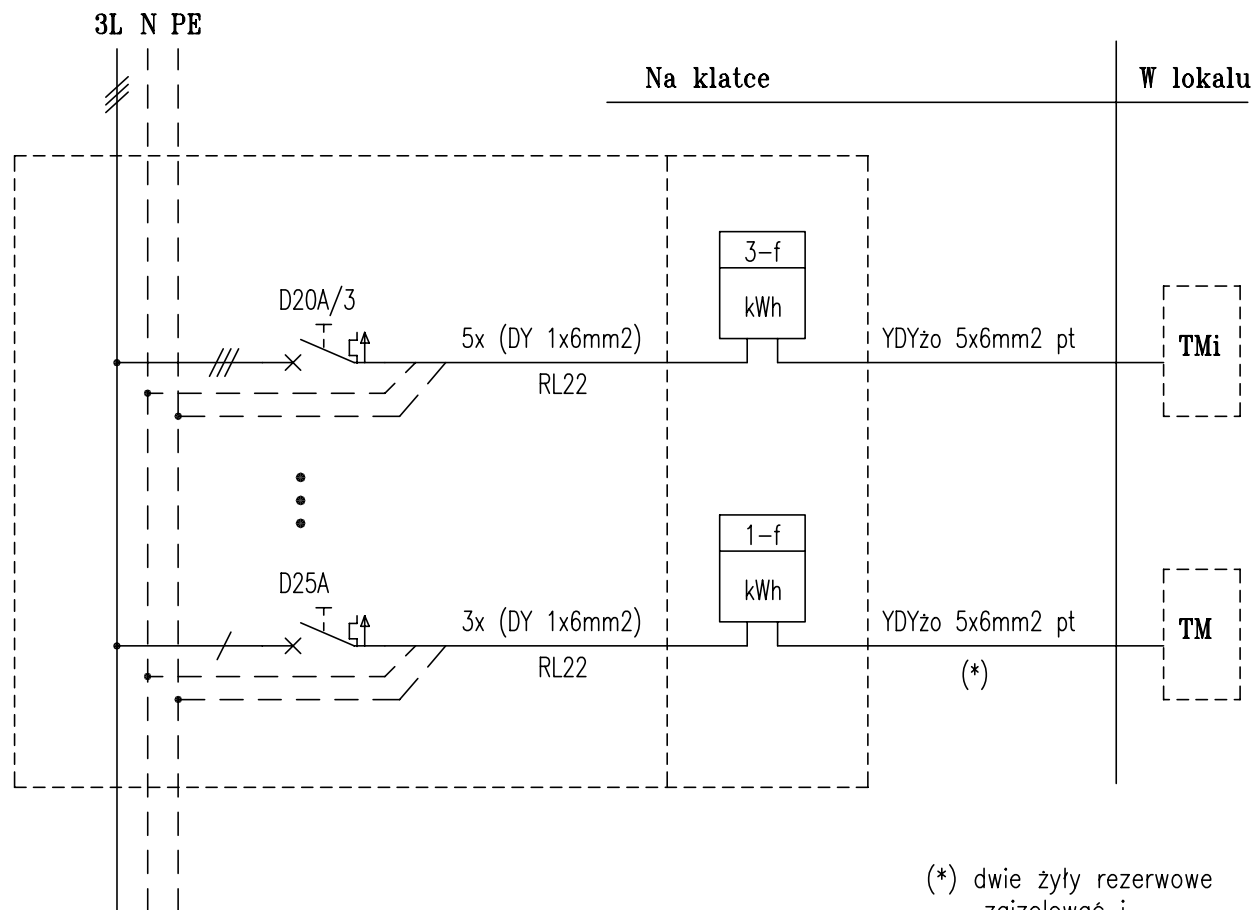 3L N PE
Na klatce
W lokalu
3-f
kWh
D20A/3
5x (DY 1x6mm2)
RL22
YDYżo 5x6mm2 pt
TMi
1-f
kWh
D25A
3x (DY 1x6mm2)
RL22
YDYżo 5x6mm2 pt
(*)
TM
(*) dwie żyły rezerwowe
zaizolować i